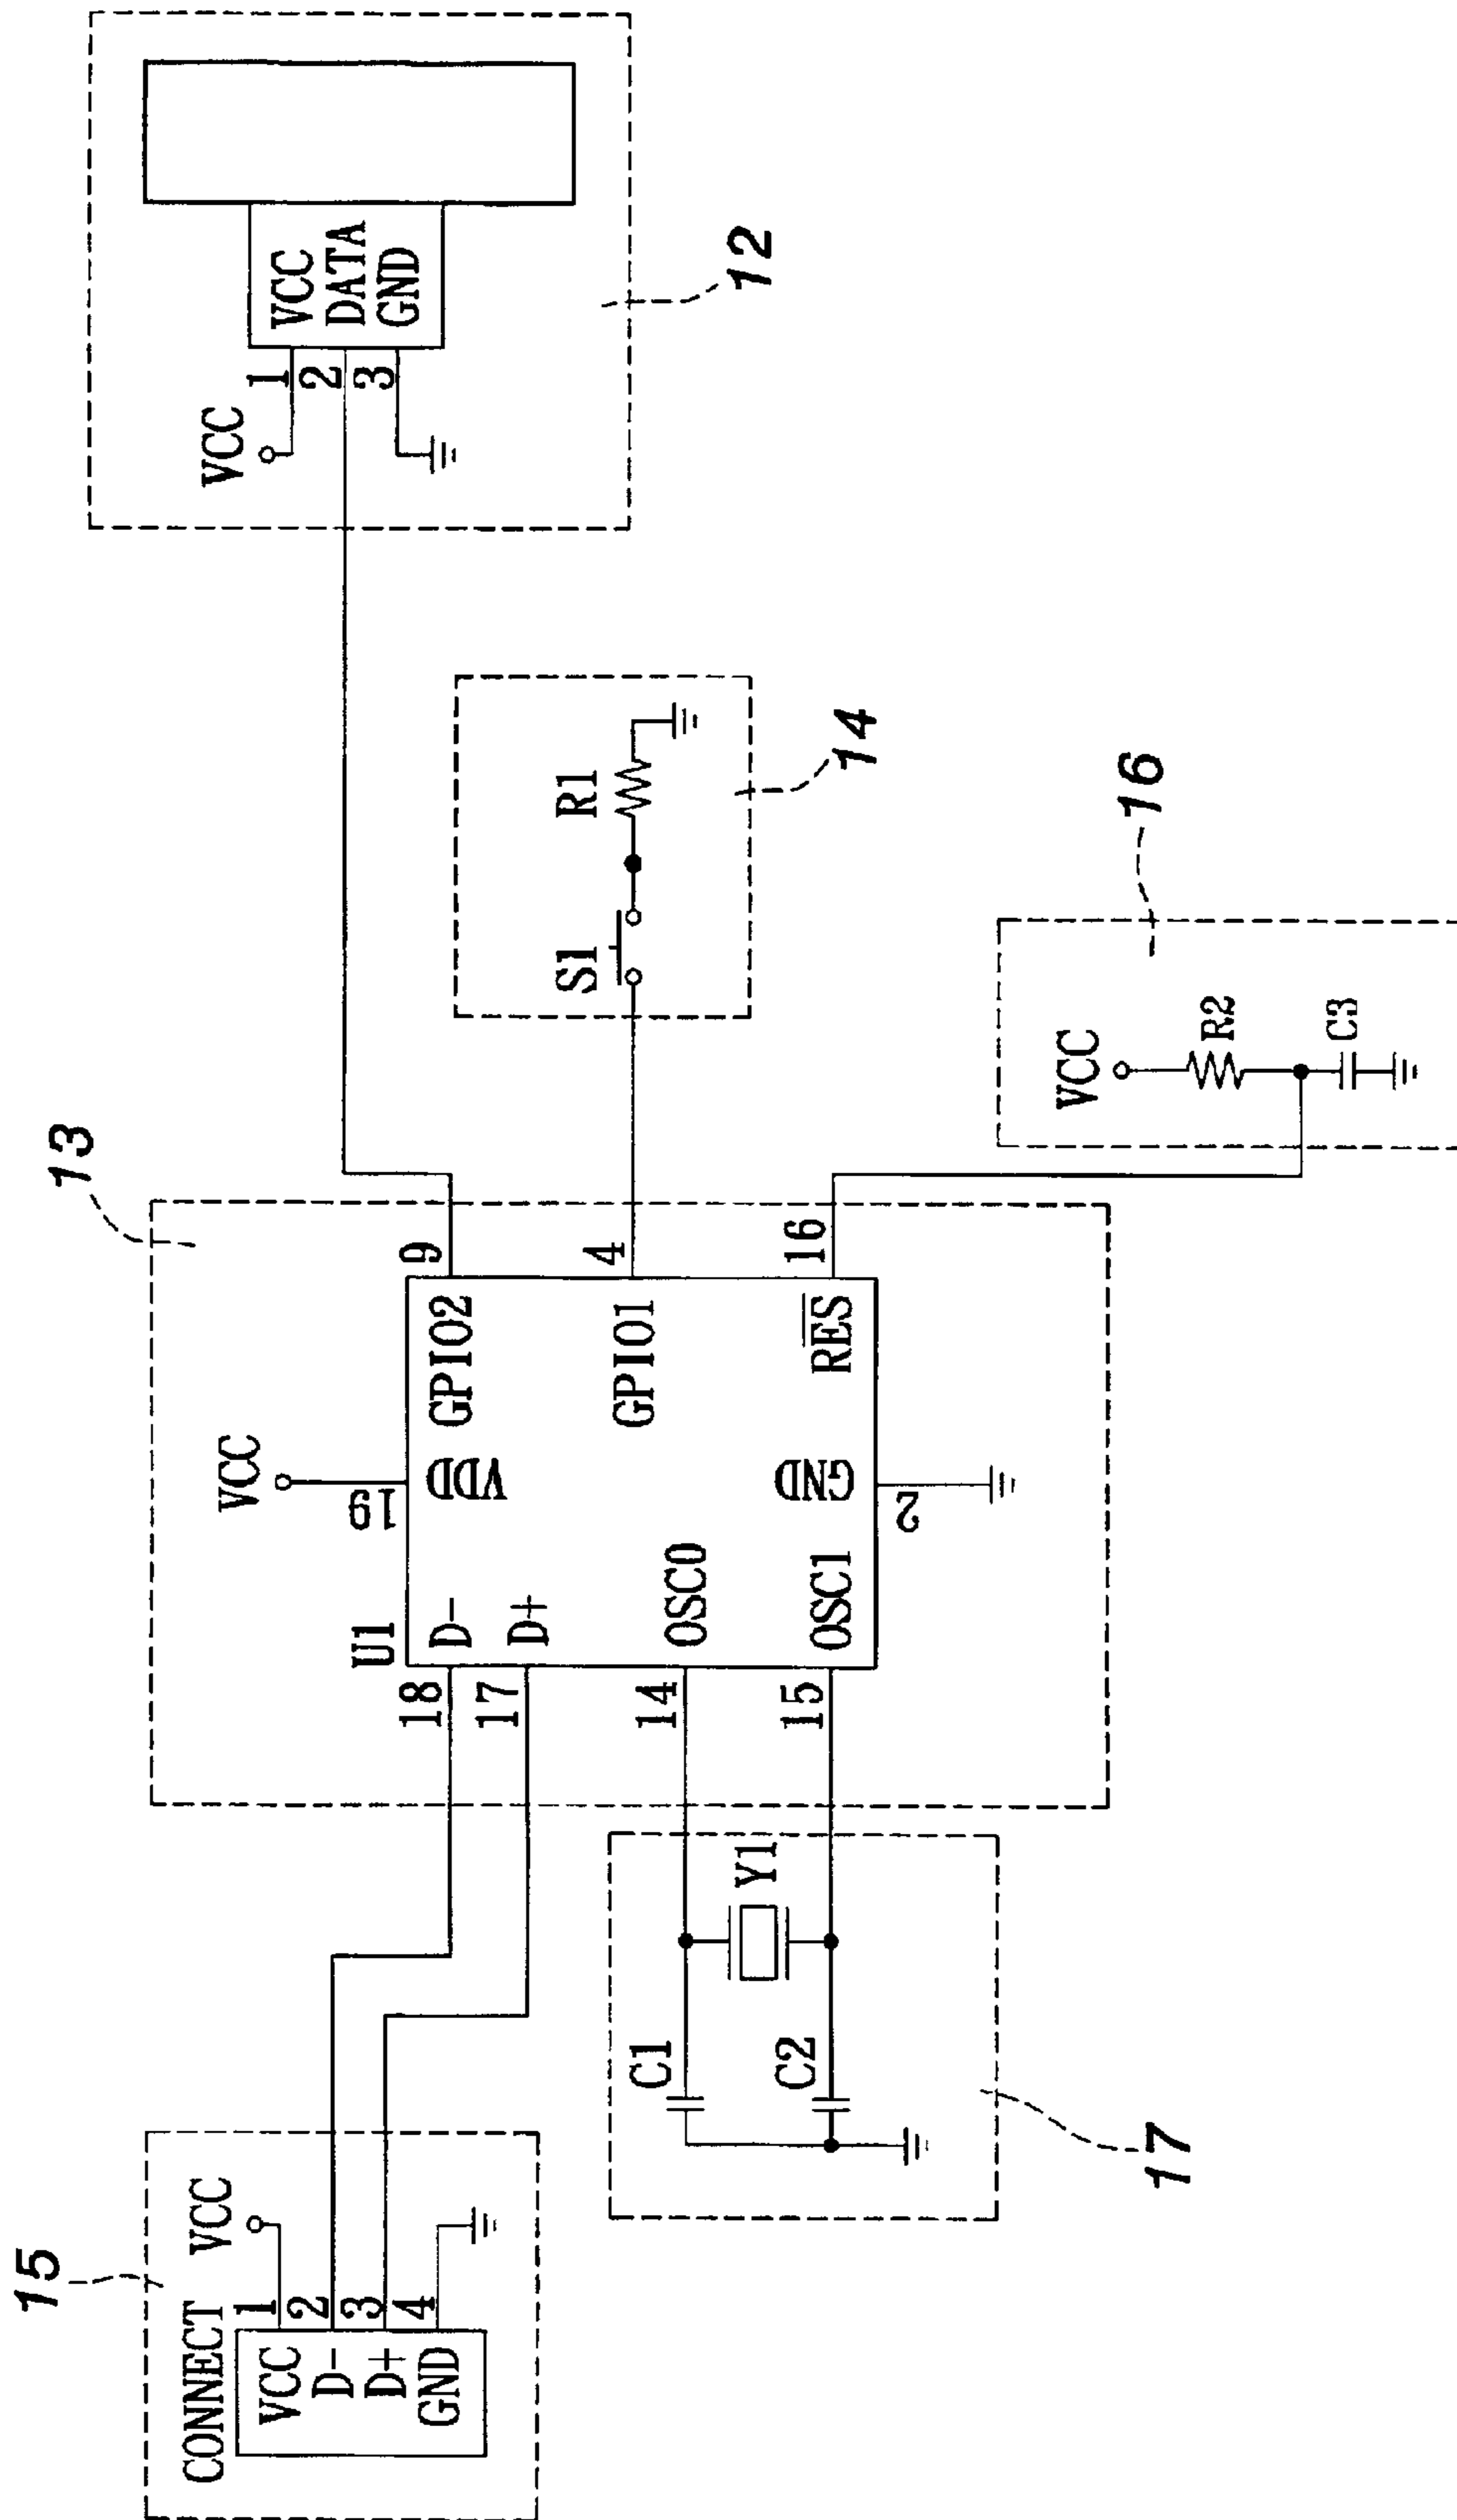 15
CONNECT
VCC
VCC
D-
D+
GND
1
2
3
4
C1
C2
Y1
17
13
U1
VCC
19
VDD
D-
D+
OSC0
OSC1
GPIO2
GPIO1
RES
GND
18
17
14
15
9
4
16
2
S1
R1
14
VCC
R2
C3
16
VCC
1
2
3
VCC
DATA
GND
12